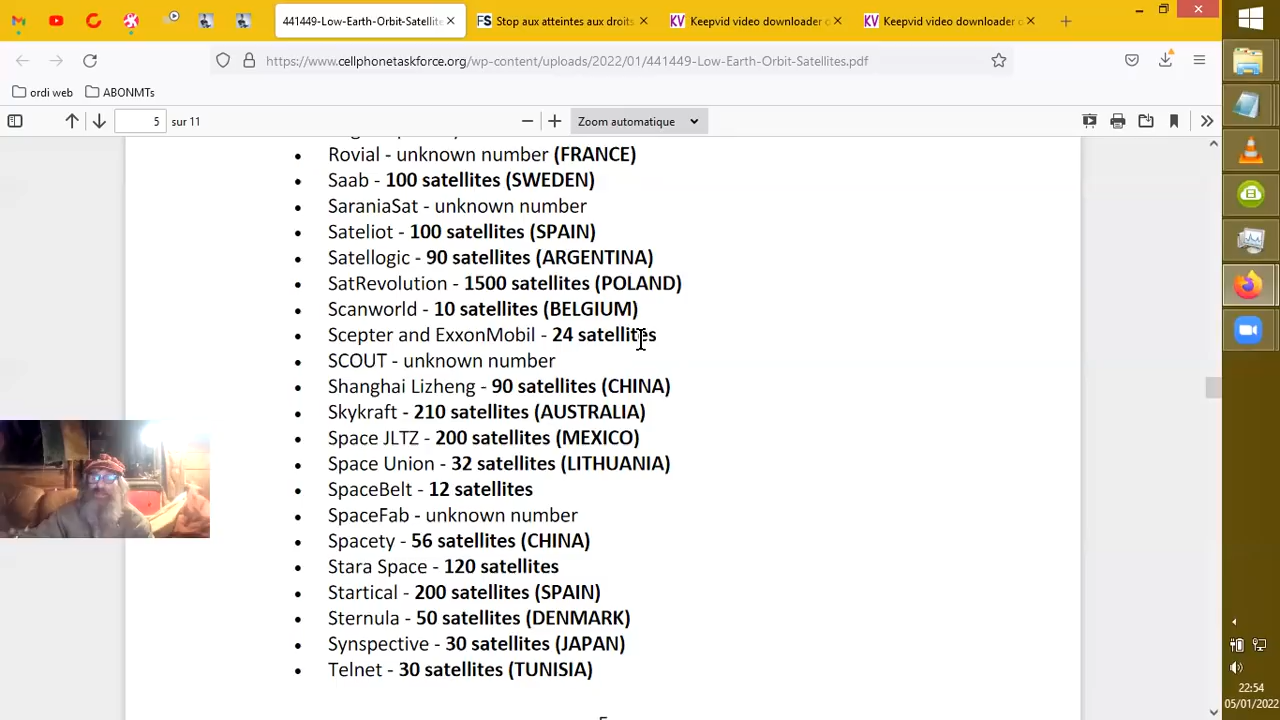 441449-Low-Earth-Orbit-Satellite
Stop aux atteintes aux droits
Keepvid video downloader o
Keepvid video downloader o
https://www.cellphonetaskforce.org/wp-content/uploads/2022/01/441449-Low-Earth-Orbit-Satellites.pdf
ordi web
ABONMTs
5 sur 11
Zoom automatique
Rovial - unknown number (FRANCE)
Saab - 100 satellites (SWEDEN)
SaraniaSat - unknown number
Sateliot - 100 satellites (SPAIN)
Satellogic - 90 satellites (ARGENTINA)
SatRevolution - 1500 satellites (POLAND)
Scanworld - 10 satellites (BELGIUM)
Scepter and ExxonMobil - 24 satellites
SCOUT - unknown number
Shanghai Lizheng - 90 satellites (CHINA)
Skykraft - 210 satellites (AUSTRALIA)
Space JLTZ - 200 satellites (MEXICO)
Space Union - 32 satellites (LITHUANIA)
SpaceBelt - 12 satellites
SpaceFab - unknown number
Spacety - 56 satellites (CHINA)
Stara Space - 120 satellites
Startical - 200 satellites (SPAIN)
Sternula - 50 satellites (DENMARK)
Synspective - 30 satellites (JAPAN)
Telnet - 30 satellites (TUNISIA)
22:54
05/01/2022